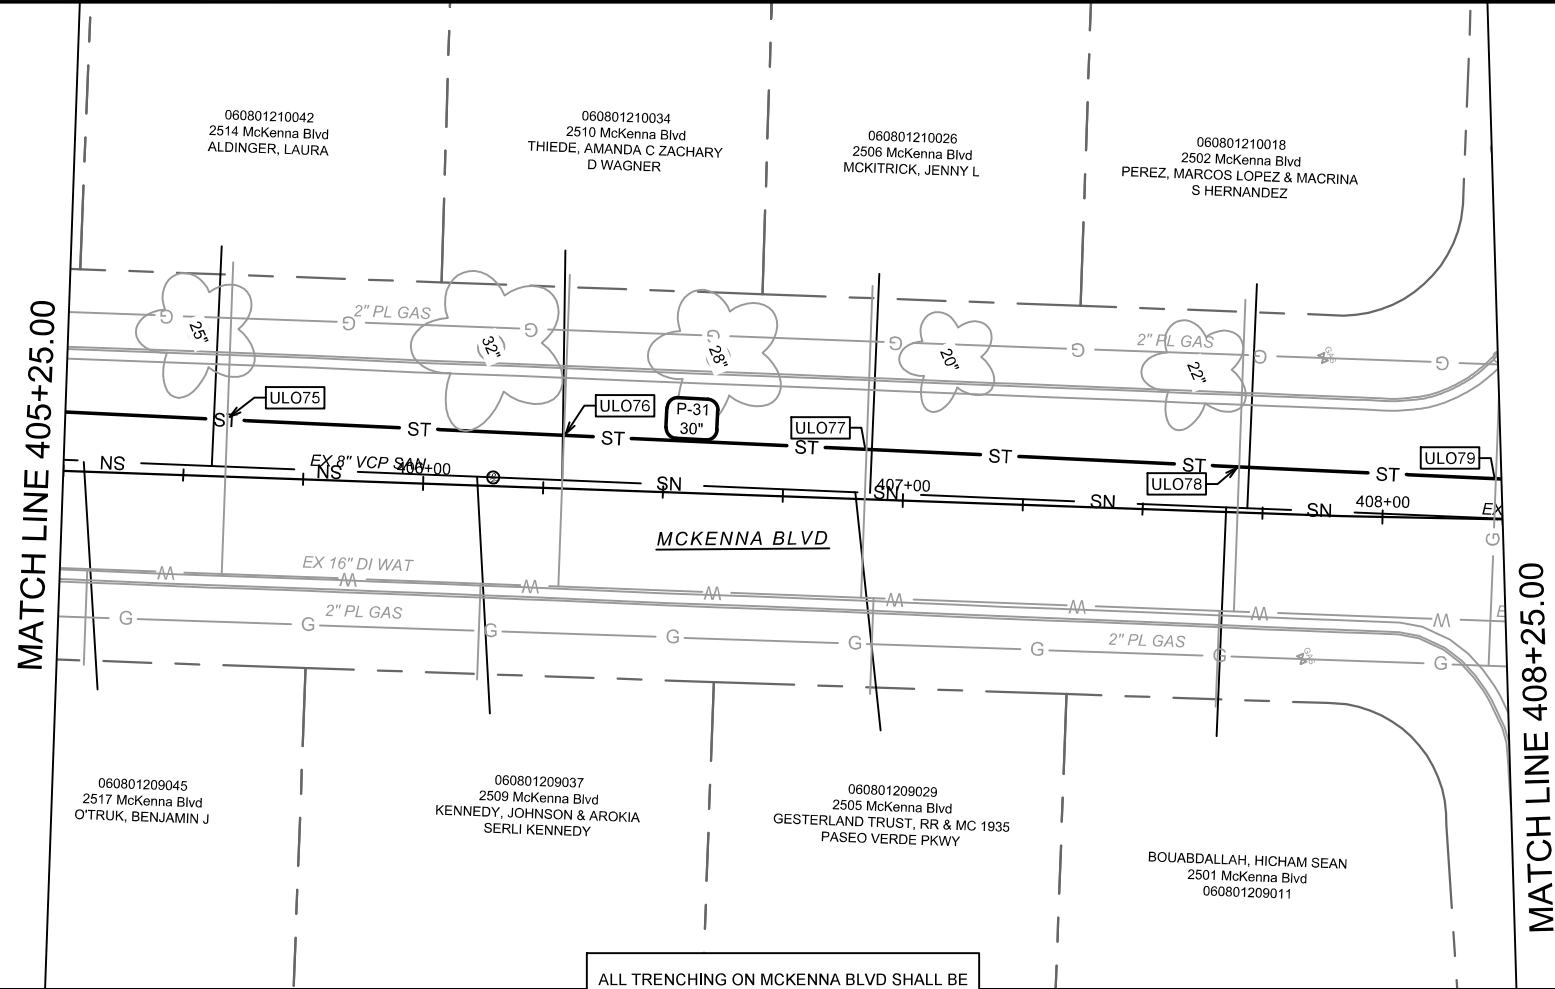 060801210042
2514 McKenna Blvd
ALDINGER, LAURA
060801210034
2510 McKenna Blvd
THIEDE, AMANDA C ZACHARY
D WAGNER
060801210026
2506 McKenna Blvd
MCKITRICK, JENNY L
060801210018
2502 McKenna Blvd
PEREZ, MARCOS LOPEZ & MACRINA
S HERNANDEZ
MATCH LINE 405+25.00
G 2" PL GAS G G G G G 2" PL GAS G G
25"
32"
28"
20"
22"
ULO75
ULO76
P-31
30"
ULO77
ULO78
ULO79
ST ST ST ST ST ST ST
NS NS EX 8" VCP SAN 406+00 SN SN 407+00 SN SN 408+00 EX
MCKENNA BLVD
EX 16" DI WAT
W W W W W W W W
2" PL GAS
G G G G G G 2" PL GAS G G
G
E
MATCH LINE 408+25.00
060801209045
2517 McKenna Blvd
O'TRUK, BENJAMIN J
060801209037
2509 McKenna Blvd
KENNEDY, JOHNSON & AROKIA
SERLI KENNEDY
060801209029
2505 McKenna Blvd
GESTERLAND TRUST, RR & MC 1935
PASEO VERDE PKWY
BOUABDALLAH, HICHAM SEAN
2501 McKenna Blvd
060801209011
ALL TRENCHING ON MCKENNA BLVD SHALL BE